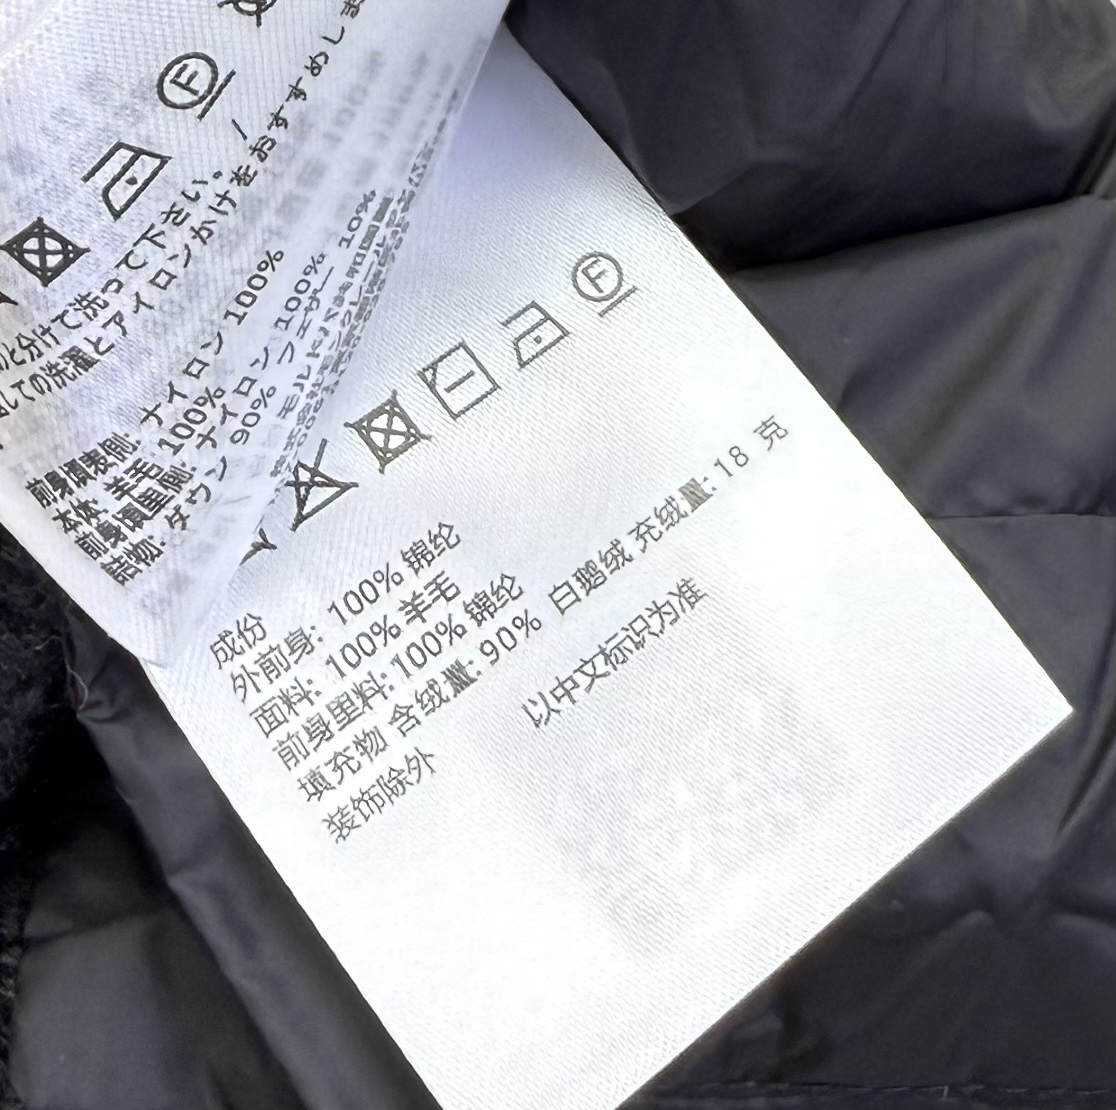 F
のと分けて洗って下さい。
しての洗濯とアイロンかけをおすすめしま
前身頃表側: ナイロン 100%
本体: 羊毛 100%
前身頃里側: ナイロン 100%
詰物: ダウン 90% フェザー 10%
F
成份
外前身: 100% 锦纶
面料: 100% 羊毛
前身里料: 100% 锦纶
填充物 含绒量: 90% 白鹅绒 充绒量: 18 克
装饰除外
以中文标识为准